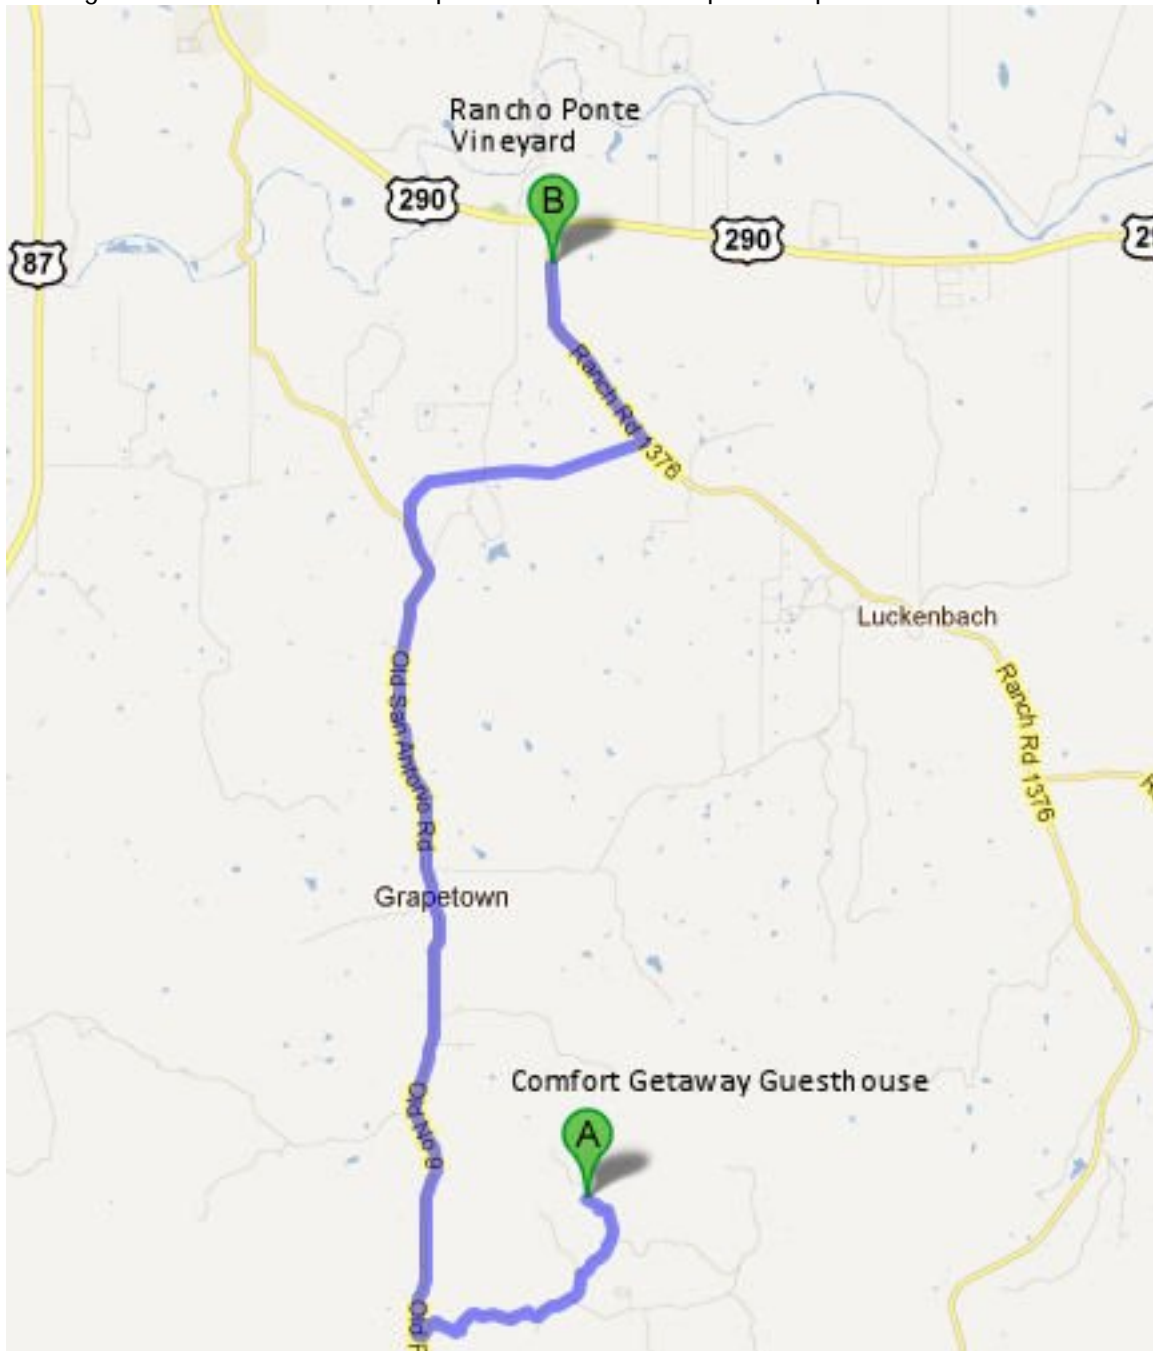 Rancho Ponte
Vineyard
B
290
290
87
Ranch Rd 1376
Luckenbach
Old San Antonio Rd
Ranch Rd 1376
Grapetown
Old No 9
Comfort Getaway Guesthouse
A
Old